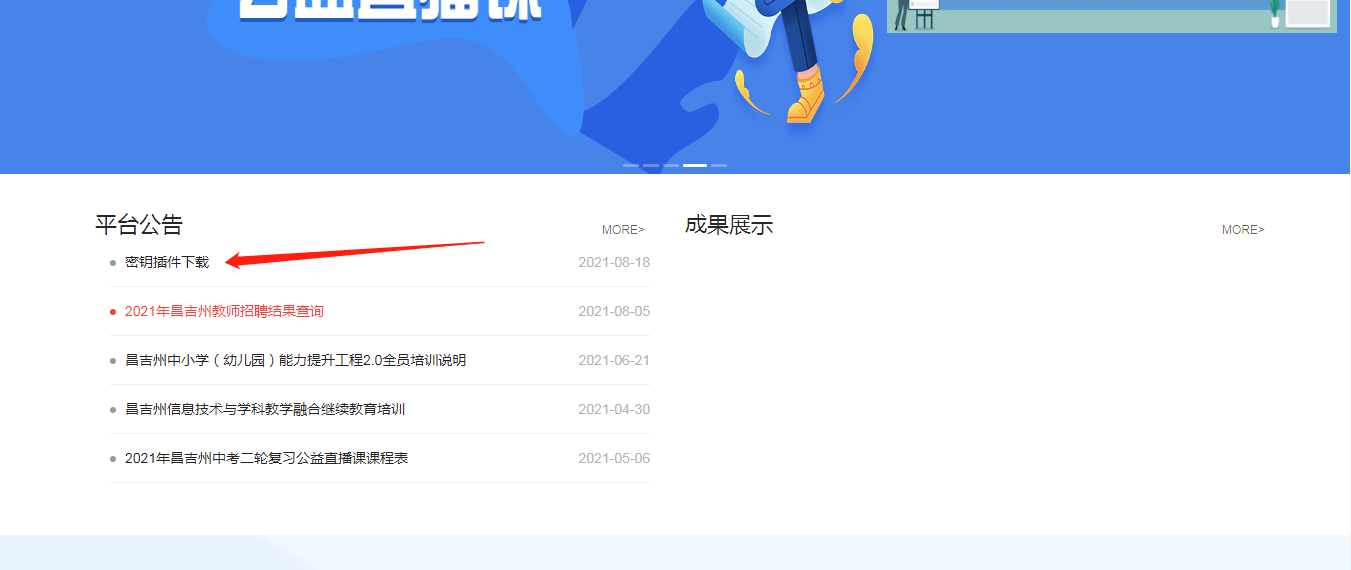 公益直播课
平台公告
MORE>
密钥插件下载
2021-08-18
2021年昌吉州教师招聘结果查询
2021-08-05
昌吉州中小学（幼儿园）能力提升工程2.0全员培训说明
2021-06-21
昌吉州信息技术与学科教学融合继续教育培训
2021-04-30
2021年昌吉州中考二轮复习公益直播课课程表
2021-05-06
成果展示
MORE>